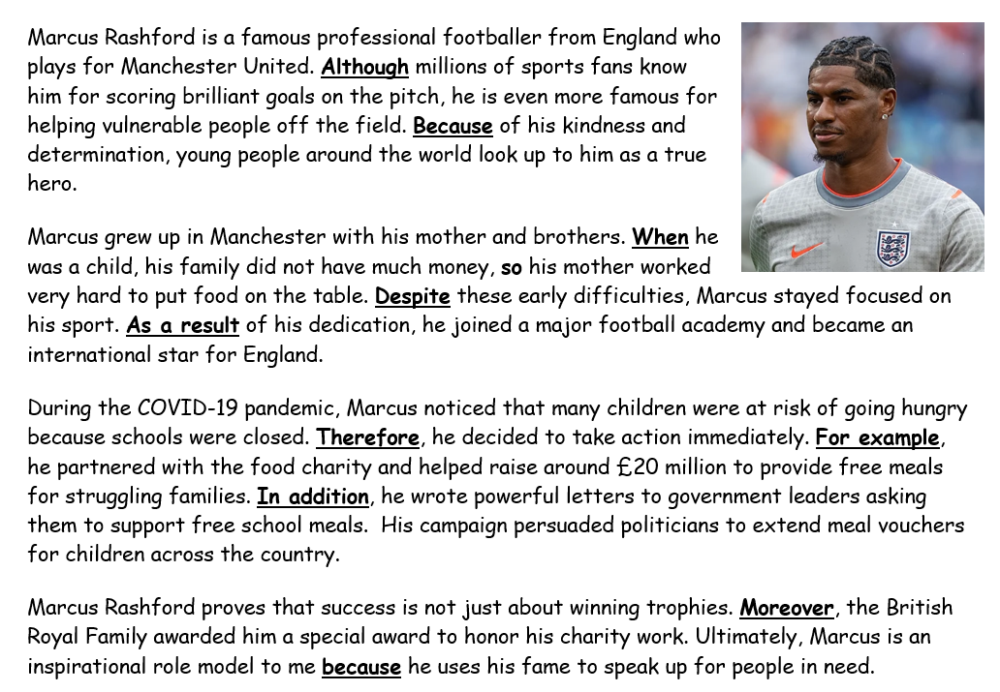 Marcus Rashford is a famous professional footballer from England who
plays for Manchester United. Although millions of sports fans know
him for scoring brilliant goals on the pitch, he is even more famous for
helping vulnerable people off the field. Because of his kindness and
determination, young people around the world look up to him as a true
hero.
Marcus grew up in Manchester with his mother and brothers. When he
was a child, his family did not have much money, so his mother worked
very hard to put food on the table. Despite these early difficulties, Marcus stayed focused on
his sport. As a result of his dedication, he joined a major football academy and became an
international star for England.
During the COVID-19 pandemic, Marcus noticed that many children were at risk of going hungry
because schools were closed. Therefore, he decided to take action immediately. For example,
he partnered with the food charity and helped raise around £20 million to provide free meals
for struggling families. In addition, he wrote powerful letters to government leaders asking
them to support free school meals.  His campaign persuaded politicians to extend meal vouchers
for children across the country.
Marcus Rashford proves that success is not just about winning trophies. Moreover, the British
Royal Family awarded him a special award to honor his charity work. Ultimately, Marcus is an
inspirational role model to me because he uses his fame to speak up for people in need.